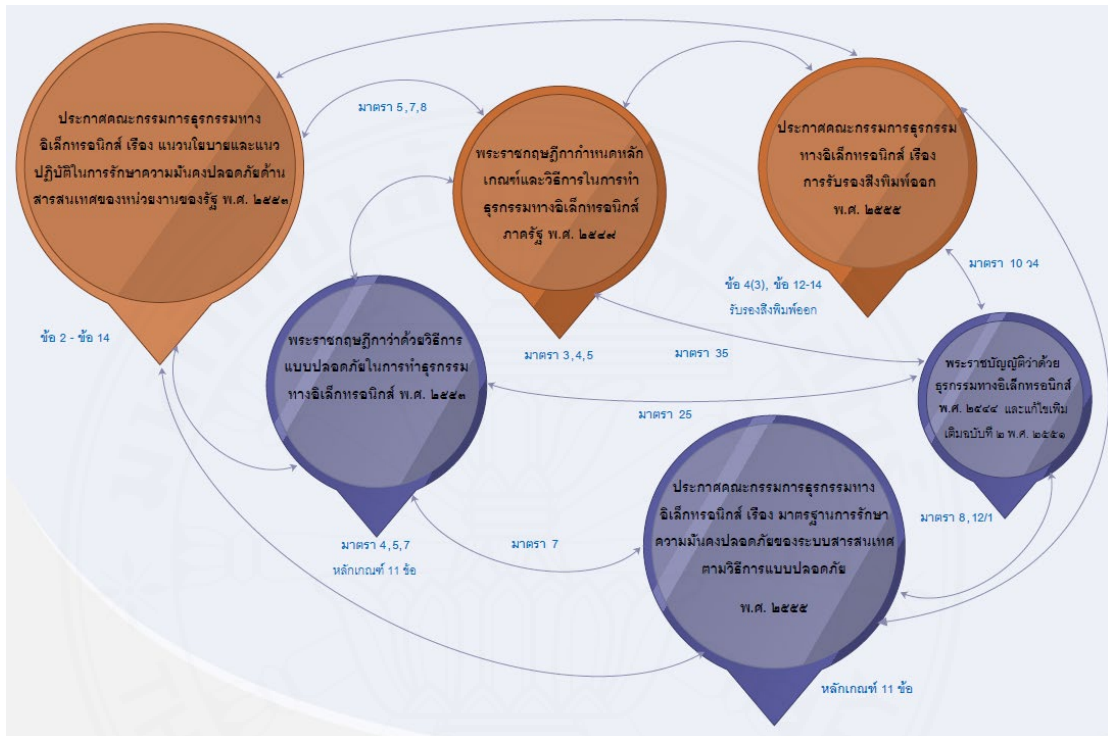 ประกาศคณะกรรมการธุรกรรมทาง
อิเล็กทรอนิกส์ เรื่อง แนวนโยบายและแนว
ปฏิบัติในการรักษาความมั่นคงปลอดภัยด้าน
สารสนเทศของหน่วยงานของรัฐ พ.ศ. ๒๕๕๓
ข้อ 2 - ข้อ 14
มาตรา 5,7,8
พระราชกฤษฎีกากำหนดหลัก
เกณฑ์และวิธีการในการทำ
ธุรกรรมทางอิเล็กทรอนิกส์
ภาครัฐ พ.ศ. ๒๕๔๙
มาตรา 3,4,5
ประกาศคณะกรรมการธุรกรรม
ทางอิเล็กทรอนิกส์ เรื่อง
การรับรองสิ่งพิมพ์ออก
พ.ศ. ๒๕๕๕
ข้อ 4(3), ข้อ 12-14
รับรองสิ่งพิมพ์ออก
มาตรา 10 ว4
พระราชกฤษฎีกาว่าด้วยวิธีการ
แบบปลอดภัยในการทำธุรกรรม
ทางอิเล็กทรอนิกส์ พ.ศ. ๒๕๕๓
มาตรา 4,5,7
หลักเกณฑ์ 11 ข้อ
มาตรา 35
มาตรา 25
มาตรา 7
พระราชบัญญัติว่าด้วย
ธุรกรรมทางอิเล็กทรอนิกส์
พ.ศ. ๒๕๔๔ และแก้ไขเพิ่ม
เติมฉบับที่ ๒ พ.ศ. ๒๕๕๑
มาตรา 8,12/1
ประกาศคณะกรรมการธุรกรรมทาง
อิเล็กทรอนิกส์ เรื่อง มาตรฐานการรักษา
ความมั่นคงปลอดภัยของระบบสารสนเทศ
ตามวิธีการแบบปลอดภัย
พ.ศ. ๒๕๕๕
หลักเกณฑ์ 11 ข้อ